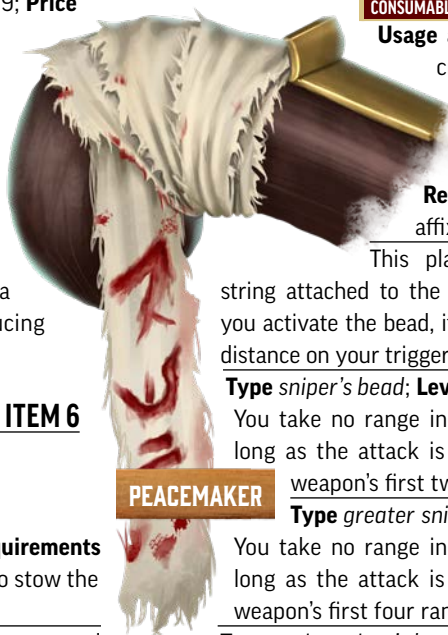 9; Price
CONSUMABL
Usage
c
Re
affix
This pla
a
string attached to the
ucing
you activate the bead, i
distance on your trigger
Type sniper's bead; Lev
ITEM 6
You take no range in
long as the attack is
PEACEMAKER
weapon's first tw
Type greater sni
quirements
You take no range in
o stow the
long as the attack is
weapon's first four ran